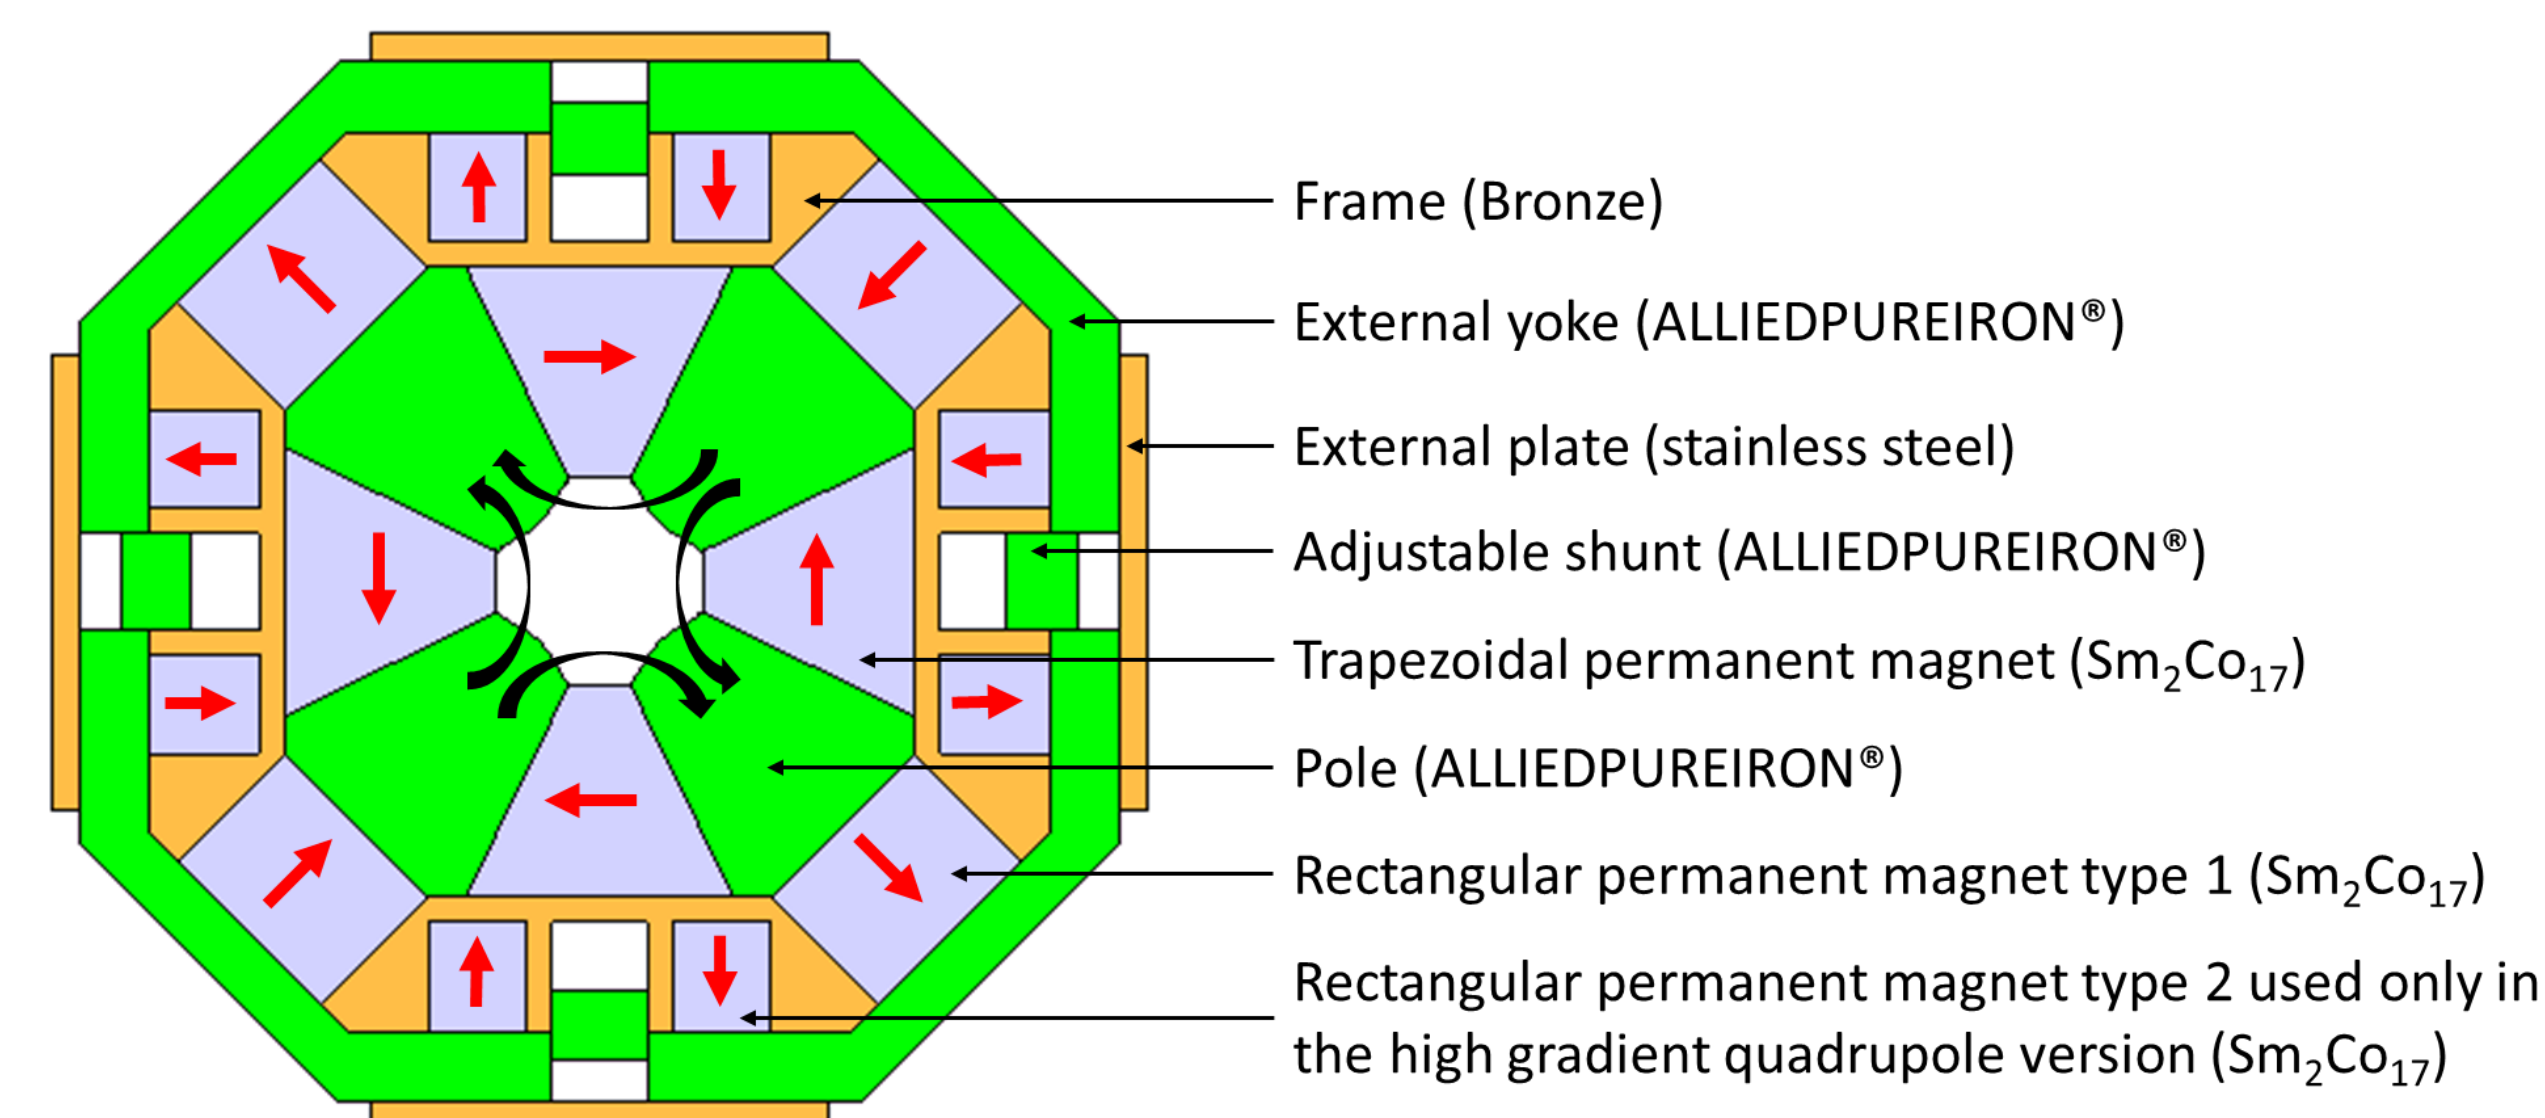 Frame (Bronze)
External yoke (ALLIEDPUREIRON®)
External plate (stainless steel)
Adjustable shunt (ALLIEDPUREIRON®)
Trapezoidal permanent magnet (Sm₂Co₁₇)
Pole (ALLIEDPUREIRON®)
Rectangular permanent magnet type 1 (Sm₂Co₁₇)
Rectangular permanent magnet type 2 used only in
the high gradient quadrupole version (Sm₂Co₁₇)